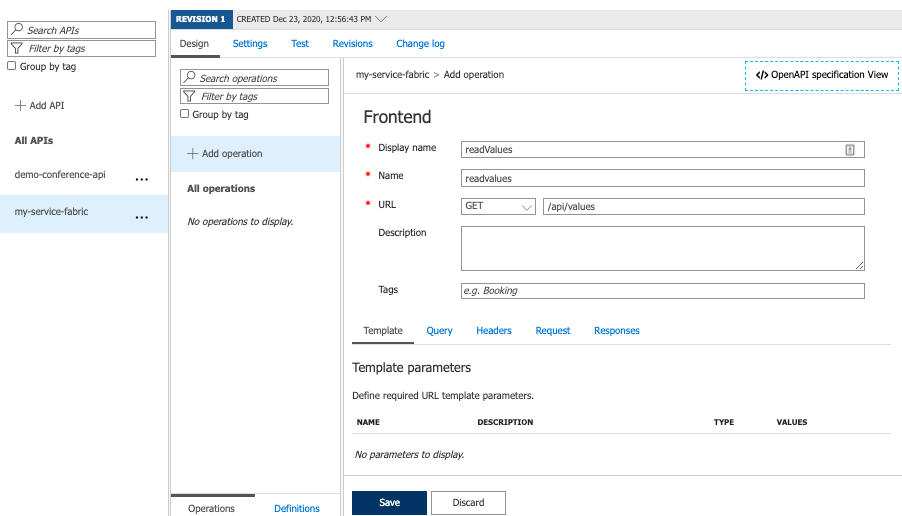 REVISION 1 CREATED Dec 23, 2020, 12:56:43 PM
Search APIs
Filter by tags
Group by tag
+ Add API
All APIs
demo-conference-api ...
my-service-fabric ...
Design Settings Test Revisions Change log
Search operations
Filter by tags
Group by tag
+ Add operation
All operations
No operations to display.
Operations Definitions
my-service-fabric > Add operation
</> OpenAPI specification View
Frontend
* Display name readValues
* Name readvalues
* URL GET /api/values
Description
Tags e.g. Booking
Template Query Headers Request Responses
Template parameters
Define required URL template parameters.
NAME DESCRIPTION TYPE VALUES
No parameters to display.
Save Discard